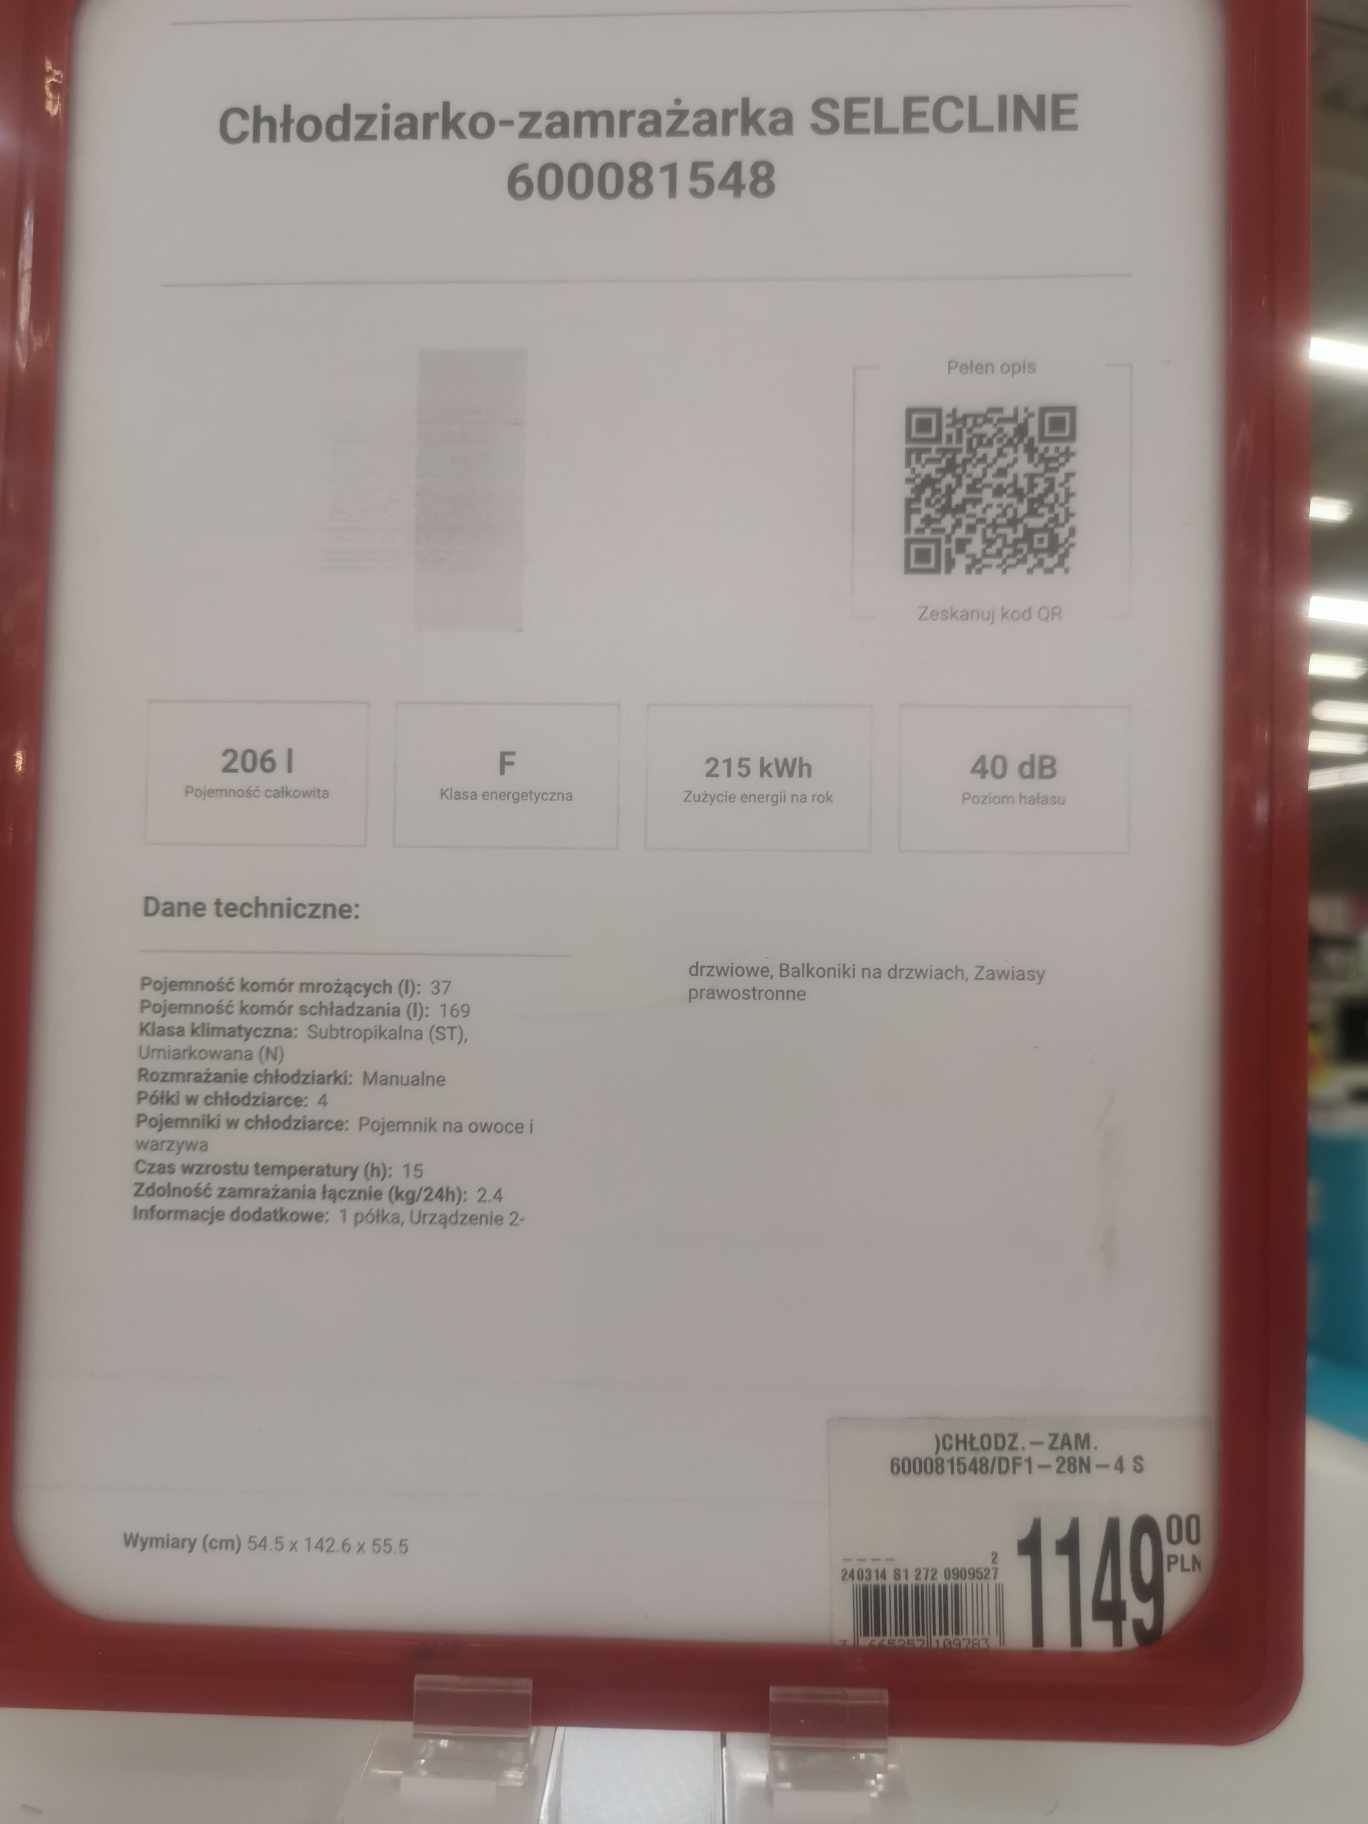 Chłodziarko-zamrażarka SELECLINE
600081548
Pełen opis
Zeskanuj kod QR
206 l
Pojemność całkowita
F
Klasa energetyczna
215 kWh
Zużycie energii na rok
40 dB
Poziom hałasu
Dane techniczne:
Pojemność komór mrożących (l): 37
Pojemność komór schładzania (l): 169
Klasa klimatyczna: Subtropikalna (ST),
Umiarkowana (N)
Rozmrażanie chłodziarki: Manualne
Półki w chłodziarce: 4
Pojemniki w chłodziarce: Pojemnik na owoce i
warzywa
Czas wzrostu temperatury (h): 15
Zdolność zamrażania łącznie (kg/24h): 2.4
Informacje dodatkowe: 1 półka, Urządzenie 2-
drzwiowe, Balkoniki na drzwiach, Zawiasy
prawostronne
Wymiary (cm) 54.5 x 142.6 x 55.5
)CHŁODZ.-ZAM.
600081548/DF1-28N-4 S
1149 00
PLN
---- 2
240314 81 272 0909527